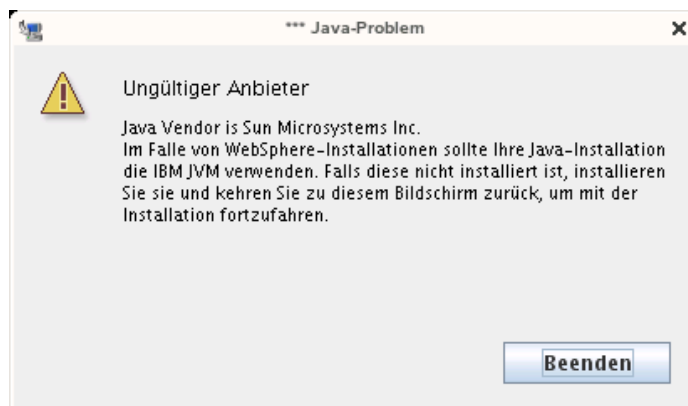 *** Java-Problem
Ungültiger Anbieter
Java Vendor is Sun Microsystems Inc.
Im Falle von WebSphere-Installationen sollte Ihre Java-Installation
die IBM JVM verwenden. Falls diese nicht installiert ist, installieren
Sie sie und kehren Sie zu diesem Bildschirm zurück, um mit der
Installation fortzufahren.
Beenden